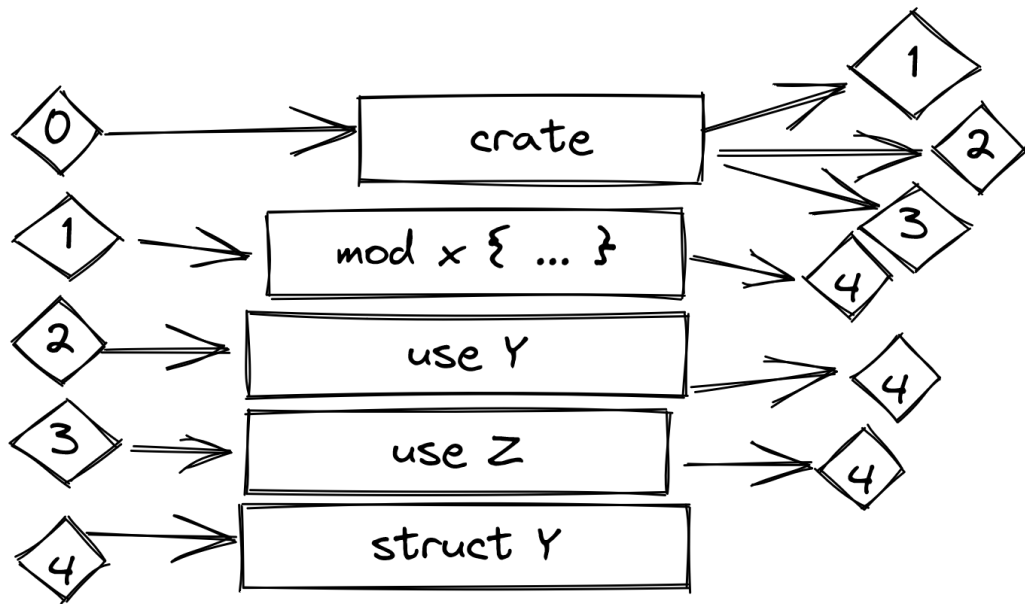 0 crate 1
2
1 mod x { ... } 3
4
2 use Y 4
3 use Z 4
4 struct Y